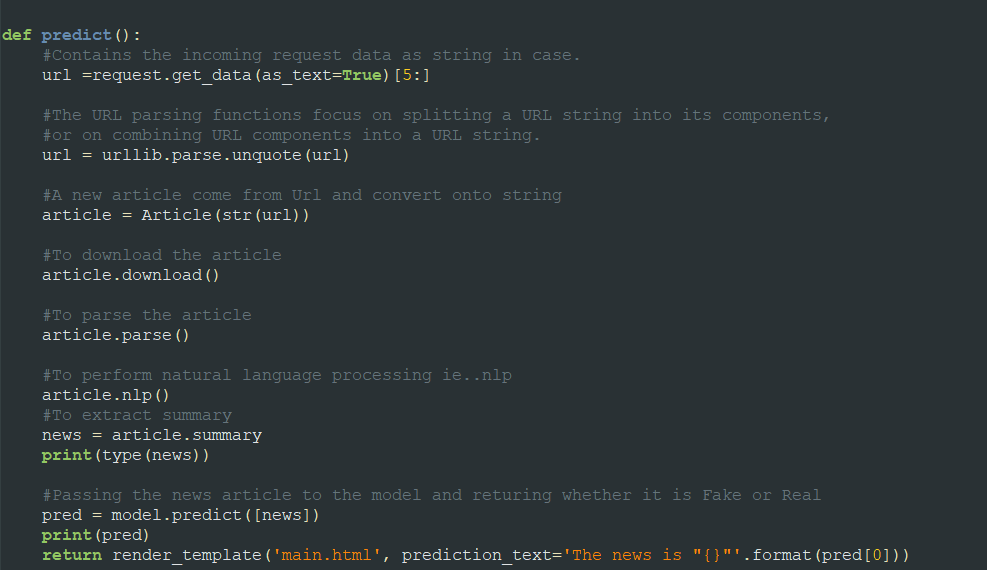 def predict():
    #Contains the incoming request data as string in case.
    url =request.get_data(as_text=True)[5:]

    #The URL parsing functions focus on splitting a URL string into its components,
    #or on combining URL components into a URL string.
    url = urllib.parse.unquote(url)

    #A new article come from Url and convert onto string
    article = Article(str(url))

    #To download the article
    article.download()

    #To parse the article
    article.parse()

    #To perform natural language processing ie..nlp
    article.nlp()
    #To extract summary
    news = article.summary
    print(type(news))

    #Passing the news article to the model and returing whether it is Fake or Real
    pred = model.predict([news])
    print(pred)
    return render_template('main.html', prediction_text='The news is "{}"'.format(pred[0]))